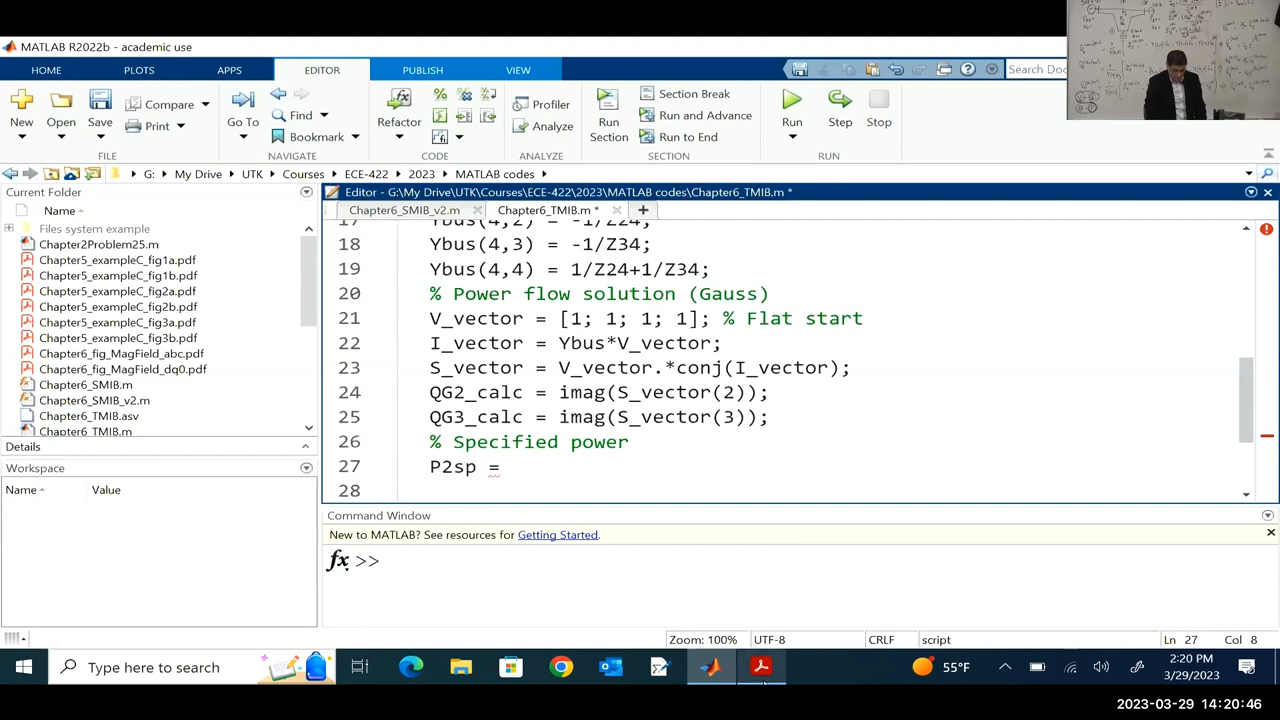 MATLAB R2022b - academic use
HOME PLOTS APPS EDITOR PUBLISH VIEW Search Doc
New Open Save Compare Print Go To Find Bookmark Refactor Profiler Analyze Run Section Section Break Run and Advance Run to End Run Step Stop
FILE NAVIGATE CODE ANALYZE SECTION RUN
G: My Drive UTK Courses ECE-422 2023 MATLAB codes
Current Folder
Name
Files system example
Chapter2Problem25.m
Chapter5_exampleC_fig1a.pdf
Chapter5_exampleC_fig1b.pdf
Chapter5_exampleC_fig2a.pdf
Chapter5_exampleC_fig2b.pdf
Chapter5_exampleC_fig3a.pdf
Chapter5_exampleC_fig3b.pdf
Chapter6_fig_MagField_abc.pdf
Chapter6_fig_MagField_dq0.pdf
Chapter6_SMIB.m
Chapter6_SMIB_v2.m
Chapter6_TMIB.asv
Chapter6_TMIB.m
Details
Workspace
Name Value
Editor - G:\My Drive\UTK\Courses\ECE-422\2023\MATLAB codes\Chapter6_TMIB.m *
Chapter6_SMIB_v2.m Chapter6_TMIB.m *
17 Ybus(4,2) = -1/Z24;
18 Ybus(4,3) = -1/Z34;
19 Ybus(4,4) = 1/Z24+1/Z34;
20 % Power flow solution (Gauss)
21 V_vector = [1; 1; 1; 1]; % Flat start
22 I_vector = Ybus*V_vector;
23 S_vector = V_vector.*conj(I_vector);
24 QG2_calc = imag(S_vector(2));
25 QG3_calc = imag(S_vector(3));
26 % Specified power
27 P2sp =
28
Command Window
New to MATLAB? See resources for Getting Started.
fx >>
Zoom: 100% UTF-8 CRLF script Ln 27 Col 8
Type here to search
55°F
2:20 PM
3/29/2023
2023-03-29 14:20:46